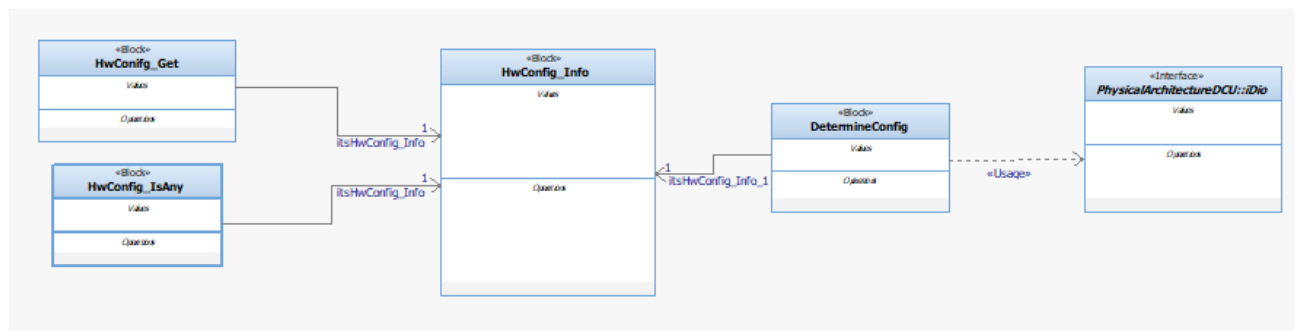 «Block»
HwConifg_Get
Values
Operations
«Block»
HwConfig_IsAny
Values
Operations
1
itsHwConfig_Info
1
itsHwConfig_Info
«Block»
HwConfig_Info
Values
Operations
1
itsHwConfig_Info_1
«Block»
DetermineConfig
Values
Operations
«Usage»
«Interface»
PhysicalArchitectureDCU::iDio
Values
Operations